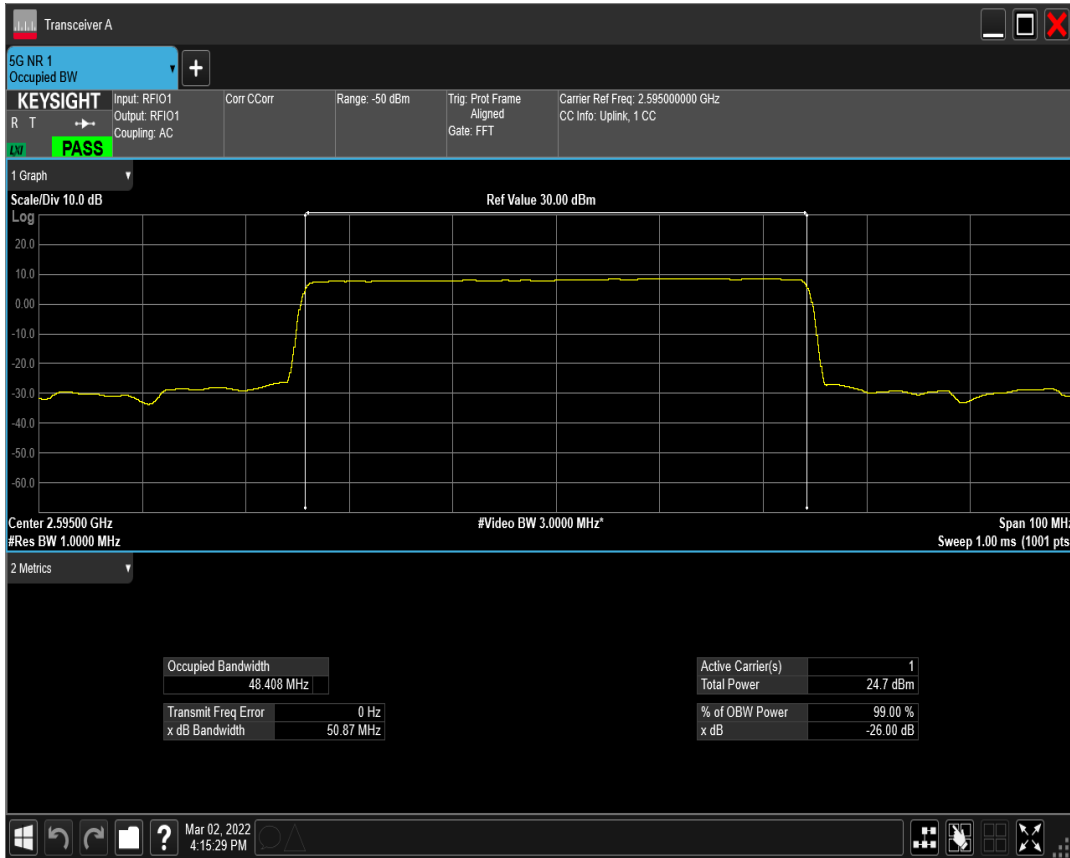 Transceiver A
5G NR 1
Occupied BW
KEYSIGHT
R T
LXI
PASS
Input: RFIO1
Output: RFIO1
Coupling: AC
Corr CCorr
Range: -50 dBm
Trig: Prot Frame
Aligned
Gate: FFT
Carrier Ref Freq: 2.595000000 GHz
CC Info: Uplink, 1 CC
1 Graph
Scale/Div 10.0 dB
Ref Value 30.00 dBm
Log
20.0
10.0
0.00
-10.0
-20.0
-30.0
-40.0
-50.0
-60.0
Center 2.59500 GHz
#Video BW 3.0000 MHz*
Span 100 MHz
#Res BW 1.0000 MHz
Sweep 1.00 ms (1001 pts
2 Metrics
Occupied Bandwidth
48.408 MHz
Transmit Freq Error 0 Hz
x dB Bandwidth 50.87 MHz
Active Carrier(s) 1
Total Power 24.7 dBm
% of OBW Power 99.00 %
x dB -26.00 dB
Mar 02, 2022
4:15:29 PM